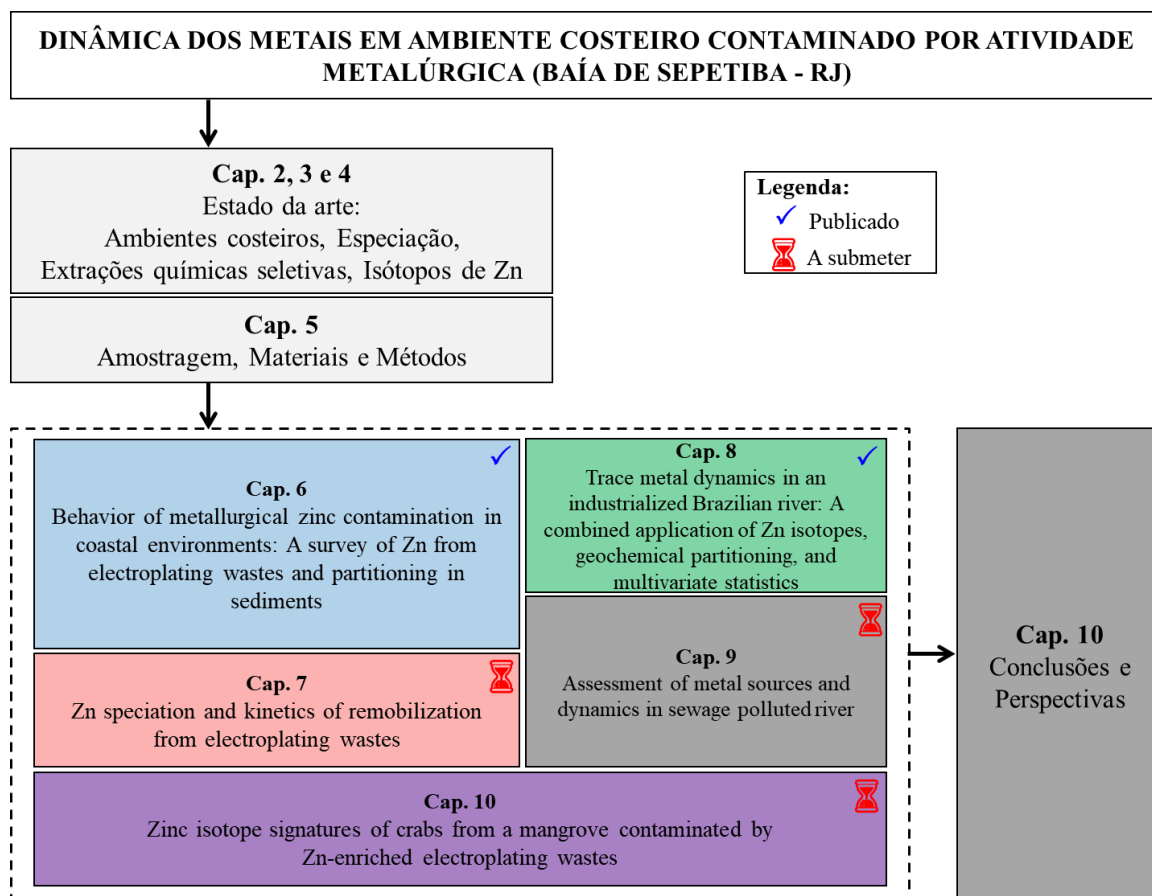 DINÂMICA DOS METAIS EM AMBIENTE COSTEIRO CONTAMINADO POR ATIVIDADE
METALÚRGICA (BAÍA DE SEPETIBA - RJ)
Cap. 2, 3 e 4
Estado da arte:
Ambientes costeiros, Especiação,
Extrações químicas seletivas, Isótopos de Zn
Legenda:
Publicado
A submeter
Cap. 5
Amostragem, Materiais e Métodos
Cap. 6
Behavior of metallurgical zinc contamination in
coastal environments: A survey of Zn from
electroplating wastes and partitioning in
sediments
Cap. 8
Trace metal dynamics in an
industrialized Brazilian river: A
combined application of Zn isotopes,
geochemical partitioning, and
multivariate statistics
Cap. 7
Zn speciation and kinetics of remobilization
from electroplating wastes
Cap. 9
Assessment of metal sources and
dynamics in sewage polluted river
Cap. 10
Zinc isotope signatures of crabs from a mangrove contaminated by
Zn-enriched electroplating wastes
Cap. 10
Conclusões e
Perspectivas